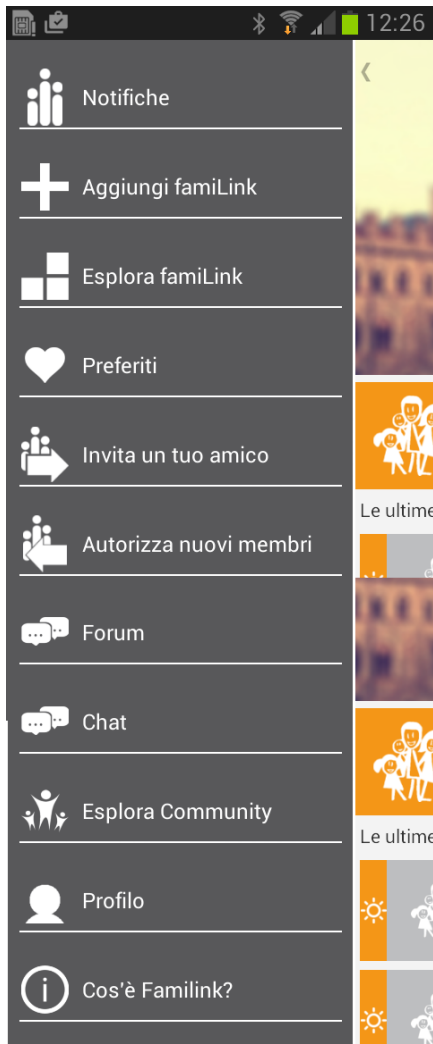 12:26
Notifiche
Aggiungi famiLink
Esplora famiLink
Preferiti
Invita un tuo amico
Le ultime
Autorizza nuovi membri
Forum
Chat
Esplora Community
Le ultime
Profilo
Cos'è Familink?